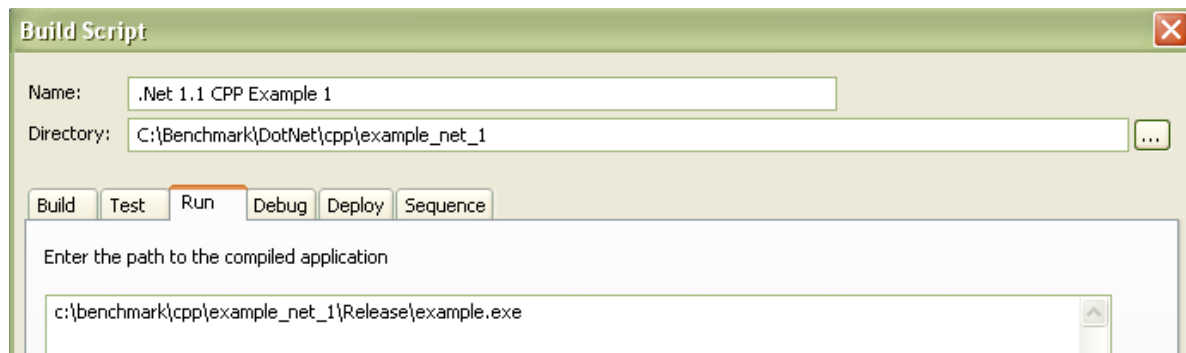 Build Script
Name: .Net 1.1 CPP Example 1
Directory: C:\Benchmark\DotNet\cpp\example_net_1 ...
Build Test Run Debug Deploy Sequence
Enter the path to the compiled application
c:\benchmark\cpp\example_net_1\Release\example.exe